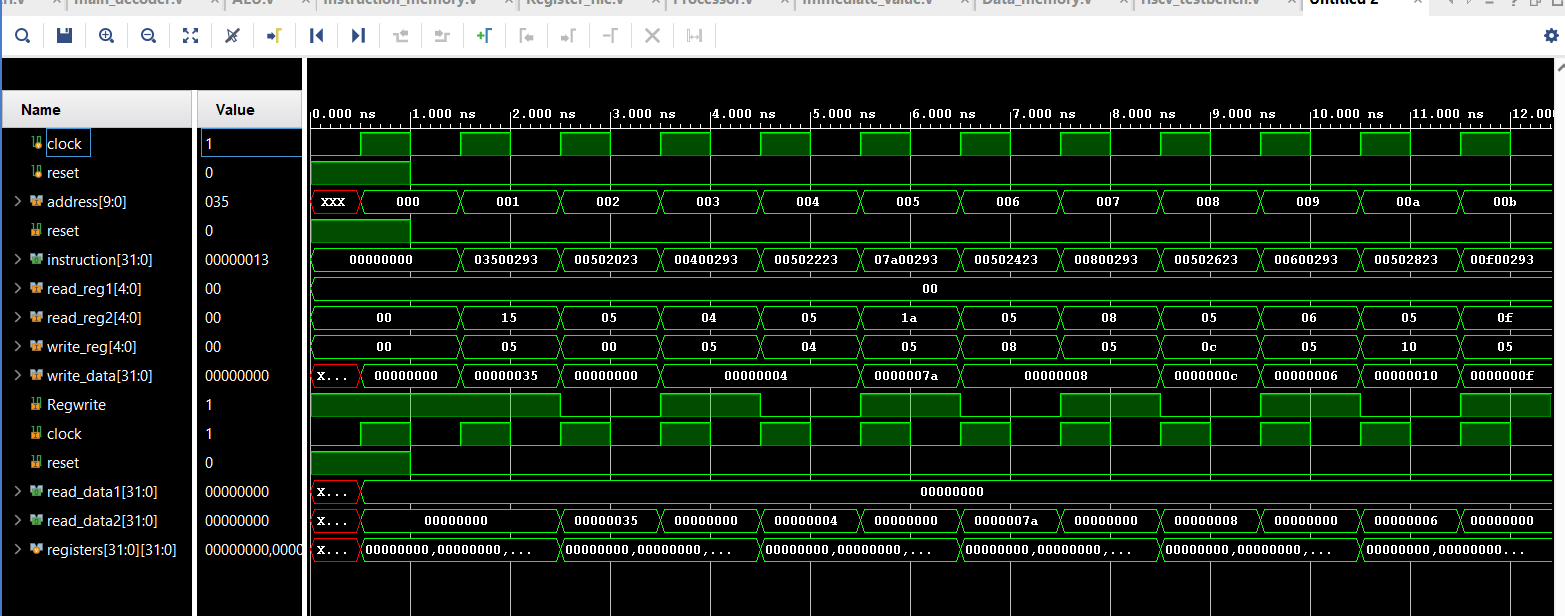 main_decoder.v ALU.v Instruction_memory.v Register_file.v Processor.v Immediate_value.v Data_memory.v riscv_testbench.v Untitled 2
Name Value
0.000 ns 1.000 ns 2.000 ns 3.000 ns 4.000 ns 5.000 ns 6.000 ns 7.000 ns 8.000 ns 9.000 ns 10.000 ns 11.000 ns 12.000
clock 1
reset 0
address[9:0] 035 XXX 000 001 002 003 004 005 006 007 008 009 00a 00b
reset 0
instruction[31:0] 00000013 00000000 03500293 00502023 00400293 00502223 07a00293 00502423 00800293 00502623 00600293 00502823 00f00293
read_reg1[4:0] 00 00
read_reg2[4:0] 00 00 15 05 04 05 1a 05 08 05 06 05 0f
write_reg[4:0] 00 00 05 00 05 04 05 08 05 0c 05 10 05
write_data[31:0] 00000000 X... 00000000 00000035 00000000 00000004 0000007a 00000008 0000000c 00000006 00000010 0000000f
Regwrite 1
clock 1
reset 0
read_data1[31:0] 00000000 X... 00000000
read_data2[31:0] 00000000 X... 00000000 00000035 00000000 00000004 00000000 0000007a 00000000 00000008 00000000 00000006 00000000
registers[31:0][31:0] 00000000,0000 X... 00000000,00000000,... 00000000,00000000,... 00000000,00000000,... 00000000,00000000,... 00000000,00000000,... 00000000,00000000...